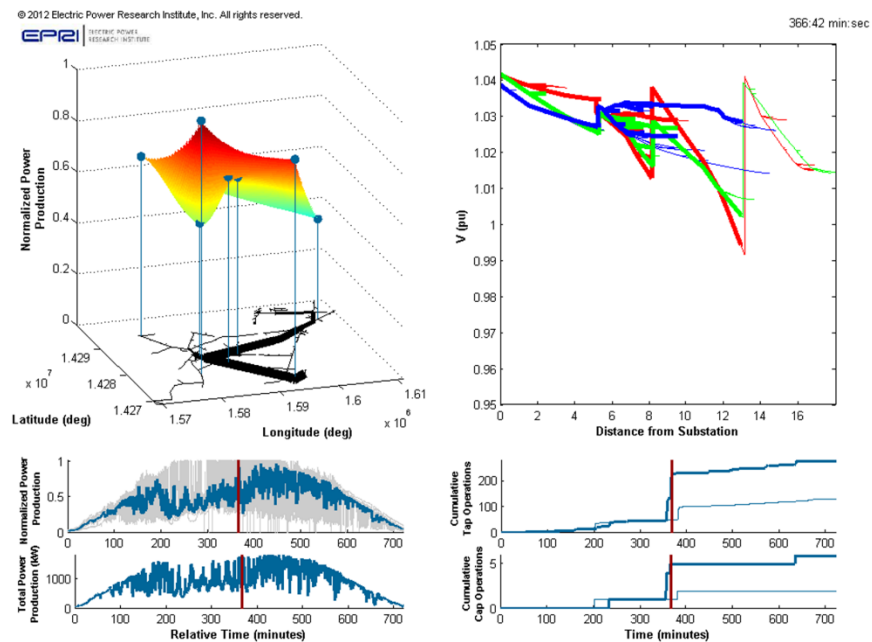 © 2012 Electric Power Research Institute, Inc. All rights reserved.
EPRI ELECTRIC POWER
RESEARCH INSTITUTE
366:42 min:sec
1
0.8
0.6
0.4
0.2
0
Normalized Power
Production
1.429
1.428
1.427
x 10^7
Latitude (deg)
1.57
1.58
1.59
1.6
1.61
x 10^6
Longitude (deg)
1.05
1.04
1.03
1.02
1.01
1
0.99
0.98
0.97
0.96
0.95
V (pu)
0 2 4 6 8 10 12 14 16
Distance from Substation
Normalized Power
Production
1
0.5
0
0 100 200 300 400 500 600 700
Total Power
Production (kW)
1000
0
0 100 200 300 400 500 600 700
Relative Time (minutes)
Cumulative
Tap Operations
200
100
0
0 100 200 300 400 500 600 700
Cumulative
Cap Operations
5
0
0 100 200 300 400 500 600 700
Time (minutes)